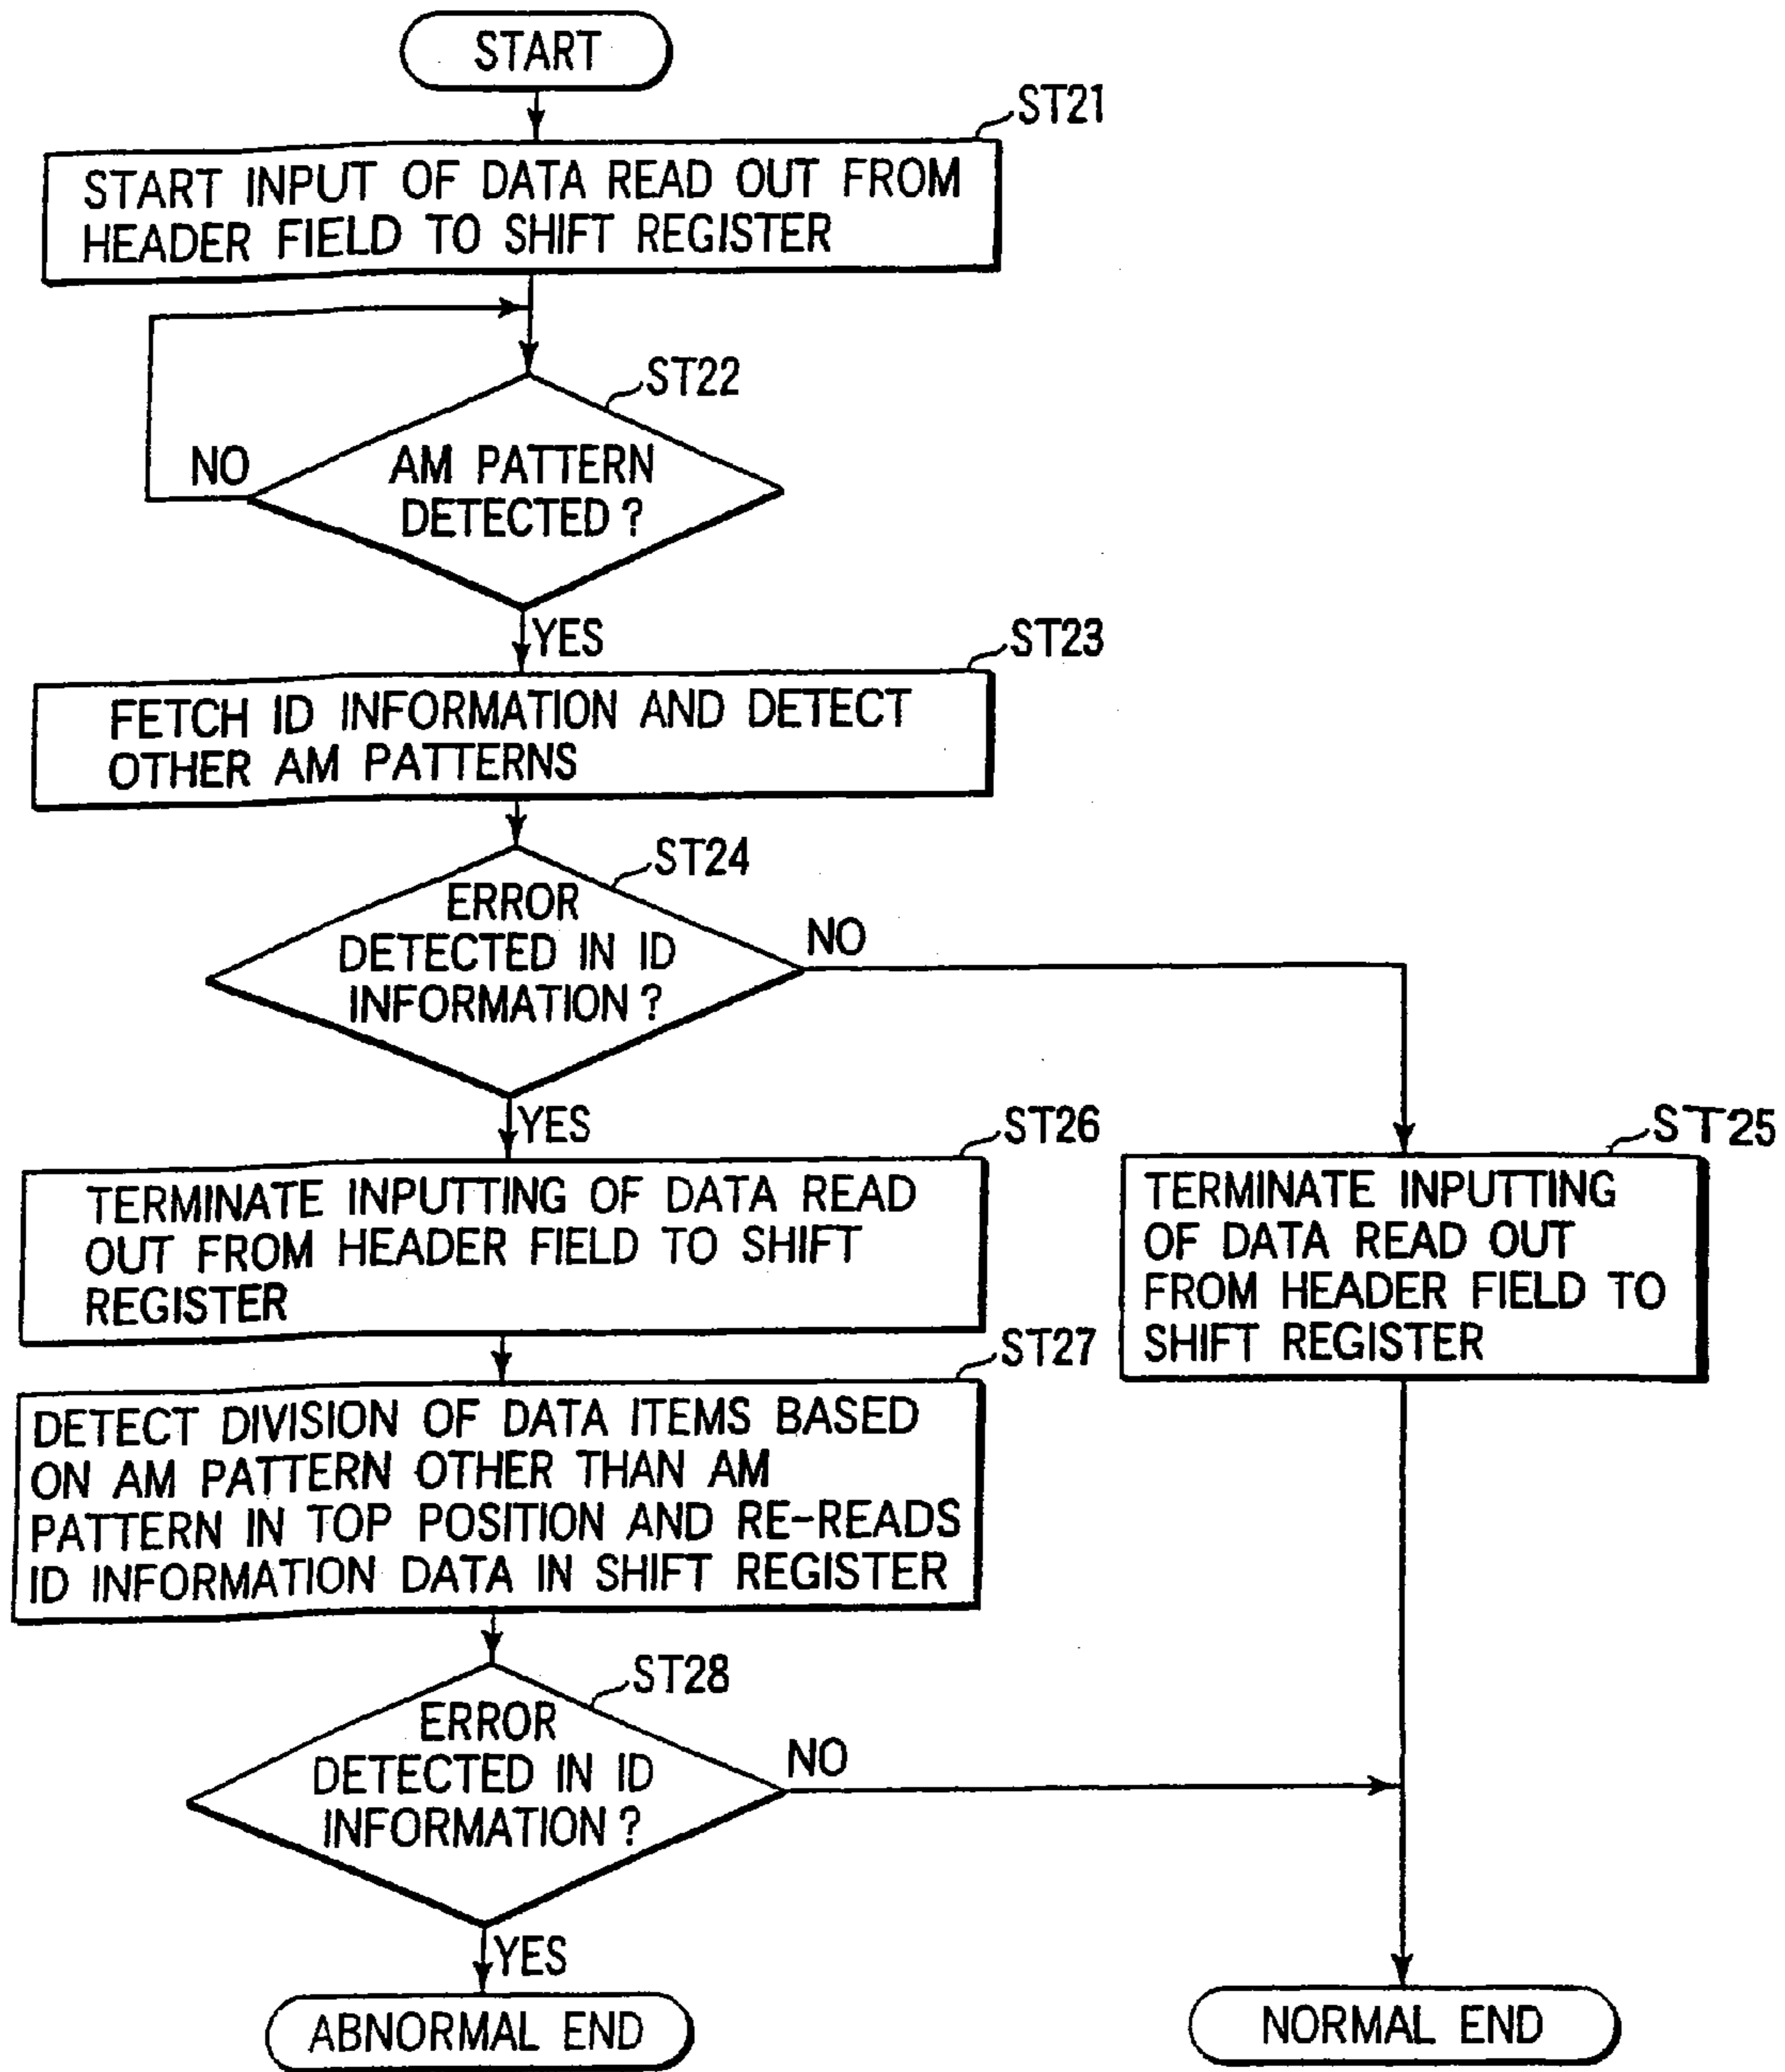 START
ST21
START INPUT OF DATA READ OUT FROM
HEADER FIELD TO SHIFT REGISTER
ST22
NO
AM PATTERN
DETECTED?
YES
ST23
FETCH ID INFORMATION AND DETECT
OTHER AM PATTERNS
ST24
ERROR
DETECTED IN ID
INFORMATION?
NO
YES
ST26
TERMINATE INPUTTING OF DATA READ
OUT FROM HEADER FIELD TO SHIFT
REGISTER
ST25
TERMINATE INPUTTING
OF DATA READ OUT
FROM HEADER FIELD TO
SHIFT REGISTER
ST27
DETECT DIVISION OF DATA ITEMS BASED
ON AM PATTERN OTHER THAN AM
PATTERN IN TOP POSITION AND RE-READS
ID INFORMATION DATA IN SHIFT REGISTER
ST28
ERROR
DETECTED IN ID
INFORMATION?
NO
YES
ABNORMAL END
NORMAL END